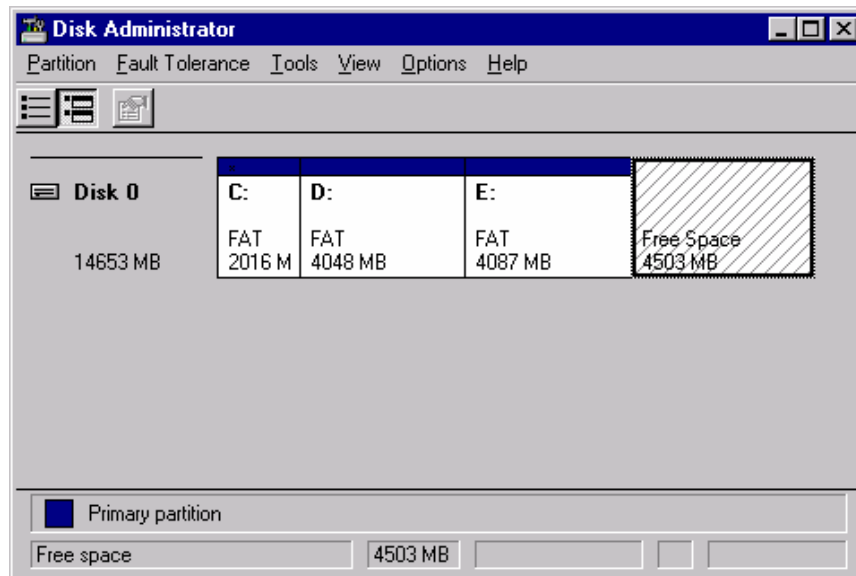 Disk Administrator
Partition Fault Tolerance Tools View Options Help
Disk 0
14653 MB
C: D: E:
FAT FAT FAT Free Space
2016 M 4048 MB 4087 MB 4503 MB
Primary partition
Free space 4503 MB